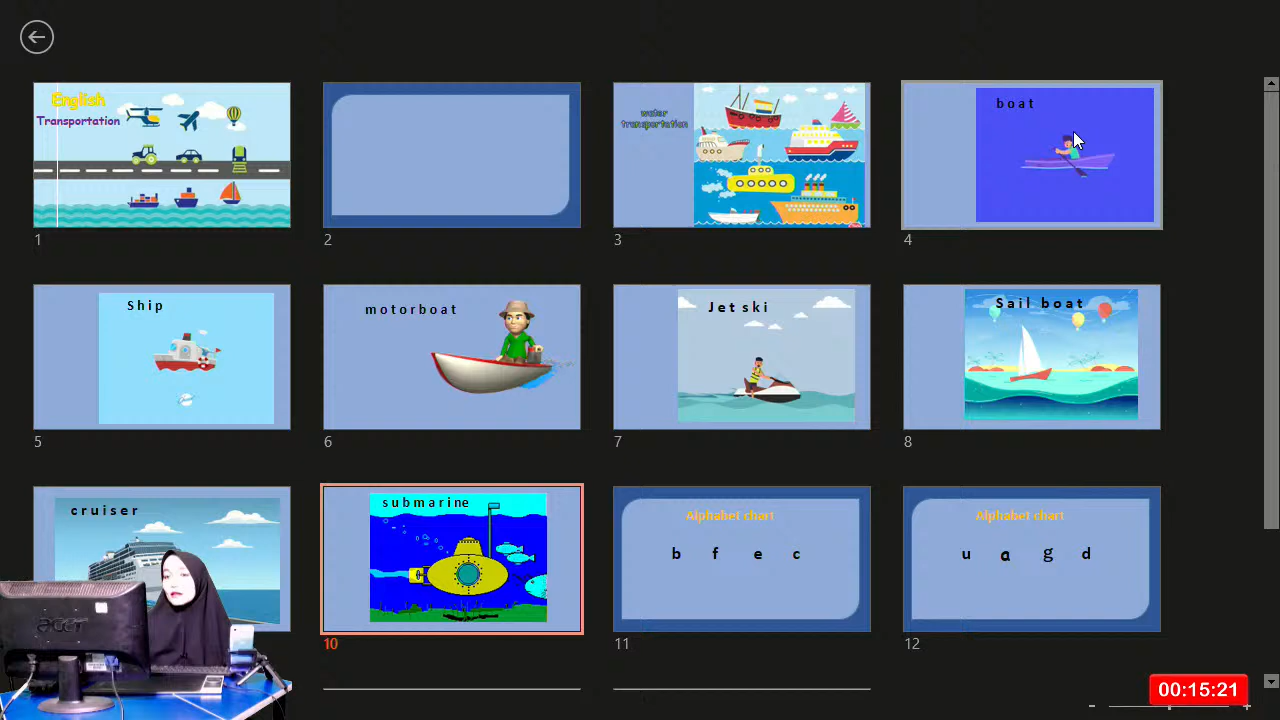 English
Transportation
1
2
water
transportation
3
boat
4
Ship
5
motorboat
6
Jet ski
7
Sail boat
8
cruiser
submarine
10
Alphabet chart
b f e c
11
Alphabet chart
u a g d
12
acer
00:15:21